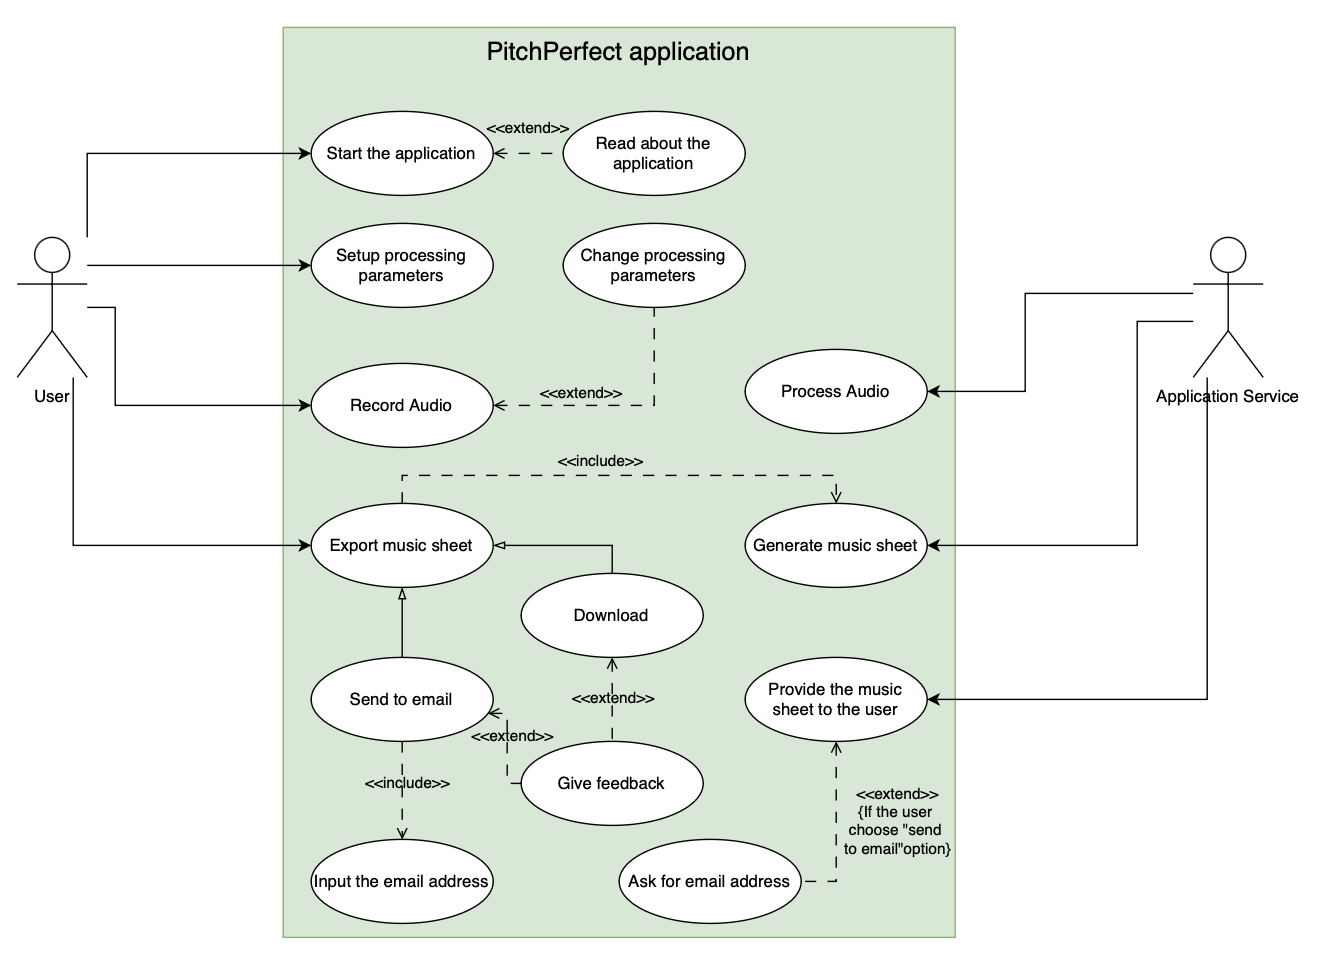 PitchPerfect application
<<extend>>
Start the application
Read about the
application
Setup processing
parameters
Change processing
parameters
User
Record Audio
<<extend>>
Process Audio
Application Service
<<include>>
Export music sheet
Generate music sheet
Download
Send to email
<<extend>>
Provide the music
sheet to the user
<<extend>>
<<include>>
Give feedback
<<extend>>
{If the user
choose "send
to email"option}
Input the email address
Ask for email address